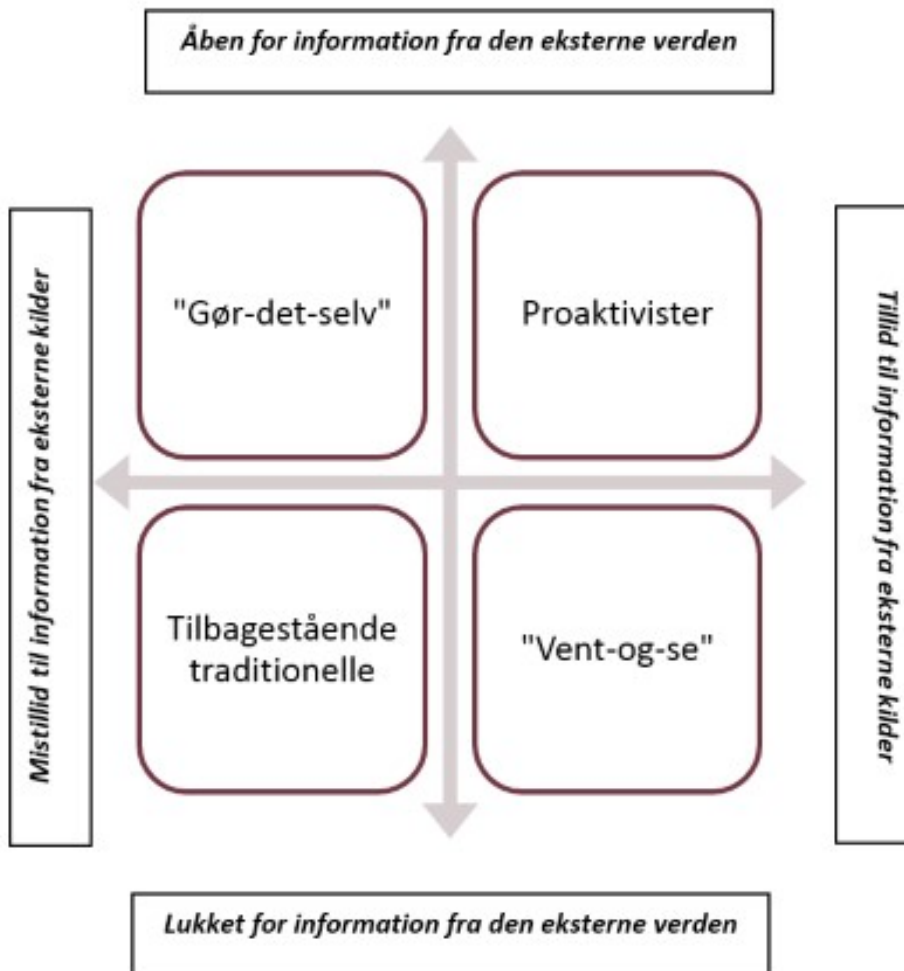 Åben for information fra den eksterne verden
Mistillid til information fra eksterne kilder
"Gør-det-selv"
Proaktivister
Tillid til information fra eksterne kilder
Tilbagestående
traditionelle
"Vent-og-se"
Lukket for information fra den eksterne verden